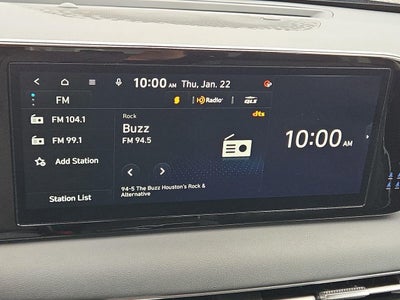 10:00 AM Thu, Jan. 22
FM
HD Radio
QLS
FM 104.1
Rock
dts
Buzz
FM 99.1
FM 94.5
10:00 AM
Add Station
Station List
94-5 The Buzz Houston's Rock &
Alternative